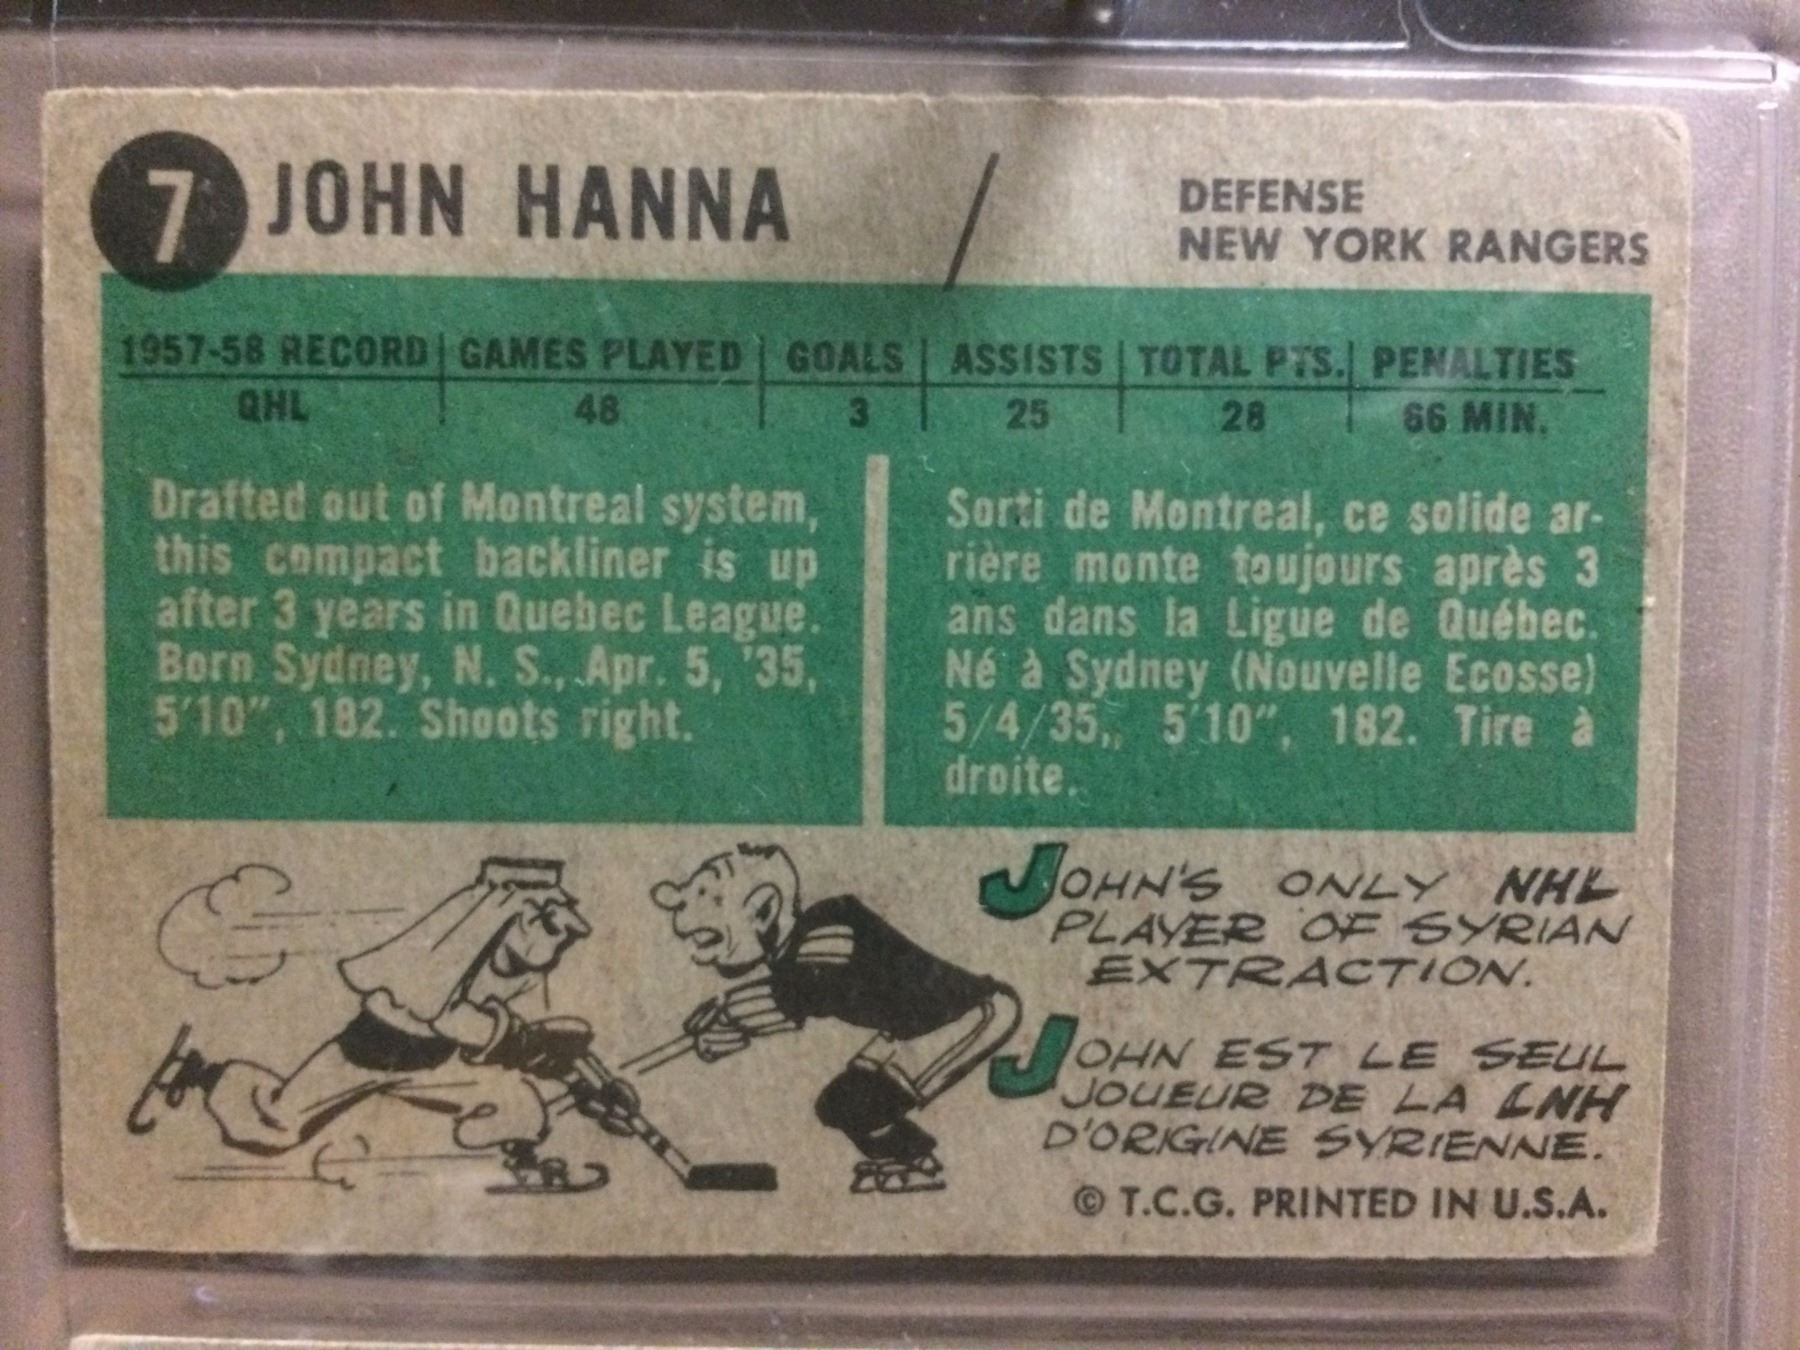 7 JOHN HANNA / DEFENSE
NEW YORK RANGERS
1957-58 RECORD GAMES PLAYED GOALS ASSISTS TOTAL PTS. PENALTIES
QHL 48 3 25 28 66 MIN.
Drafted out of Montreal system,
this compact backliner is up
after 3 years in Quebec League.
Born Sydney, N. S., Apr. 5, '35,
5'10", 182. Shoots right.
Sorti de Montreal, ce solide ar-
rière monte toujours après 3
ans dans la Ligue de Québec.
Né à Sydney (Nouvelle Ecosse)
5/4/35,, 5'10", 182. Tire à
droite.
JOHN'S ONLY NHL
PLAYER OF SYRIAN
EXTRACTION.
JOHN EST LE SEUL
JOUEUR DE LA LNH
D'ORIGINE SYRIENNE.
© T.C.G. PRINTED IN U.S.A.